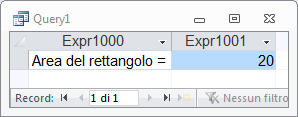 Query1
Expr1000 Expr1001
Area del rettangolo = 20
Record: 1 di 1 Nessun filtro